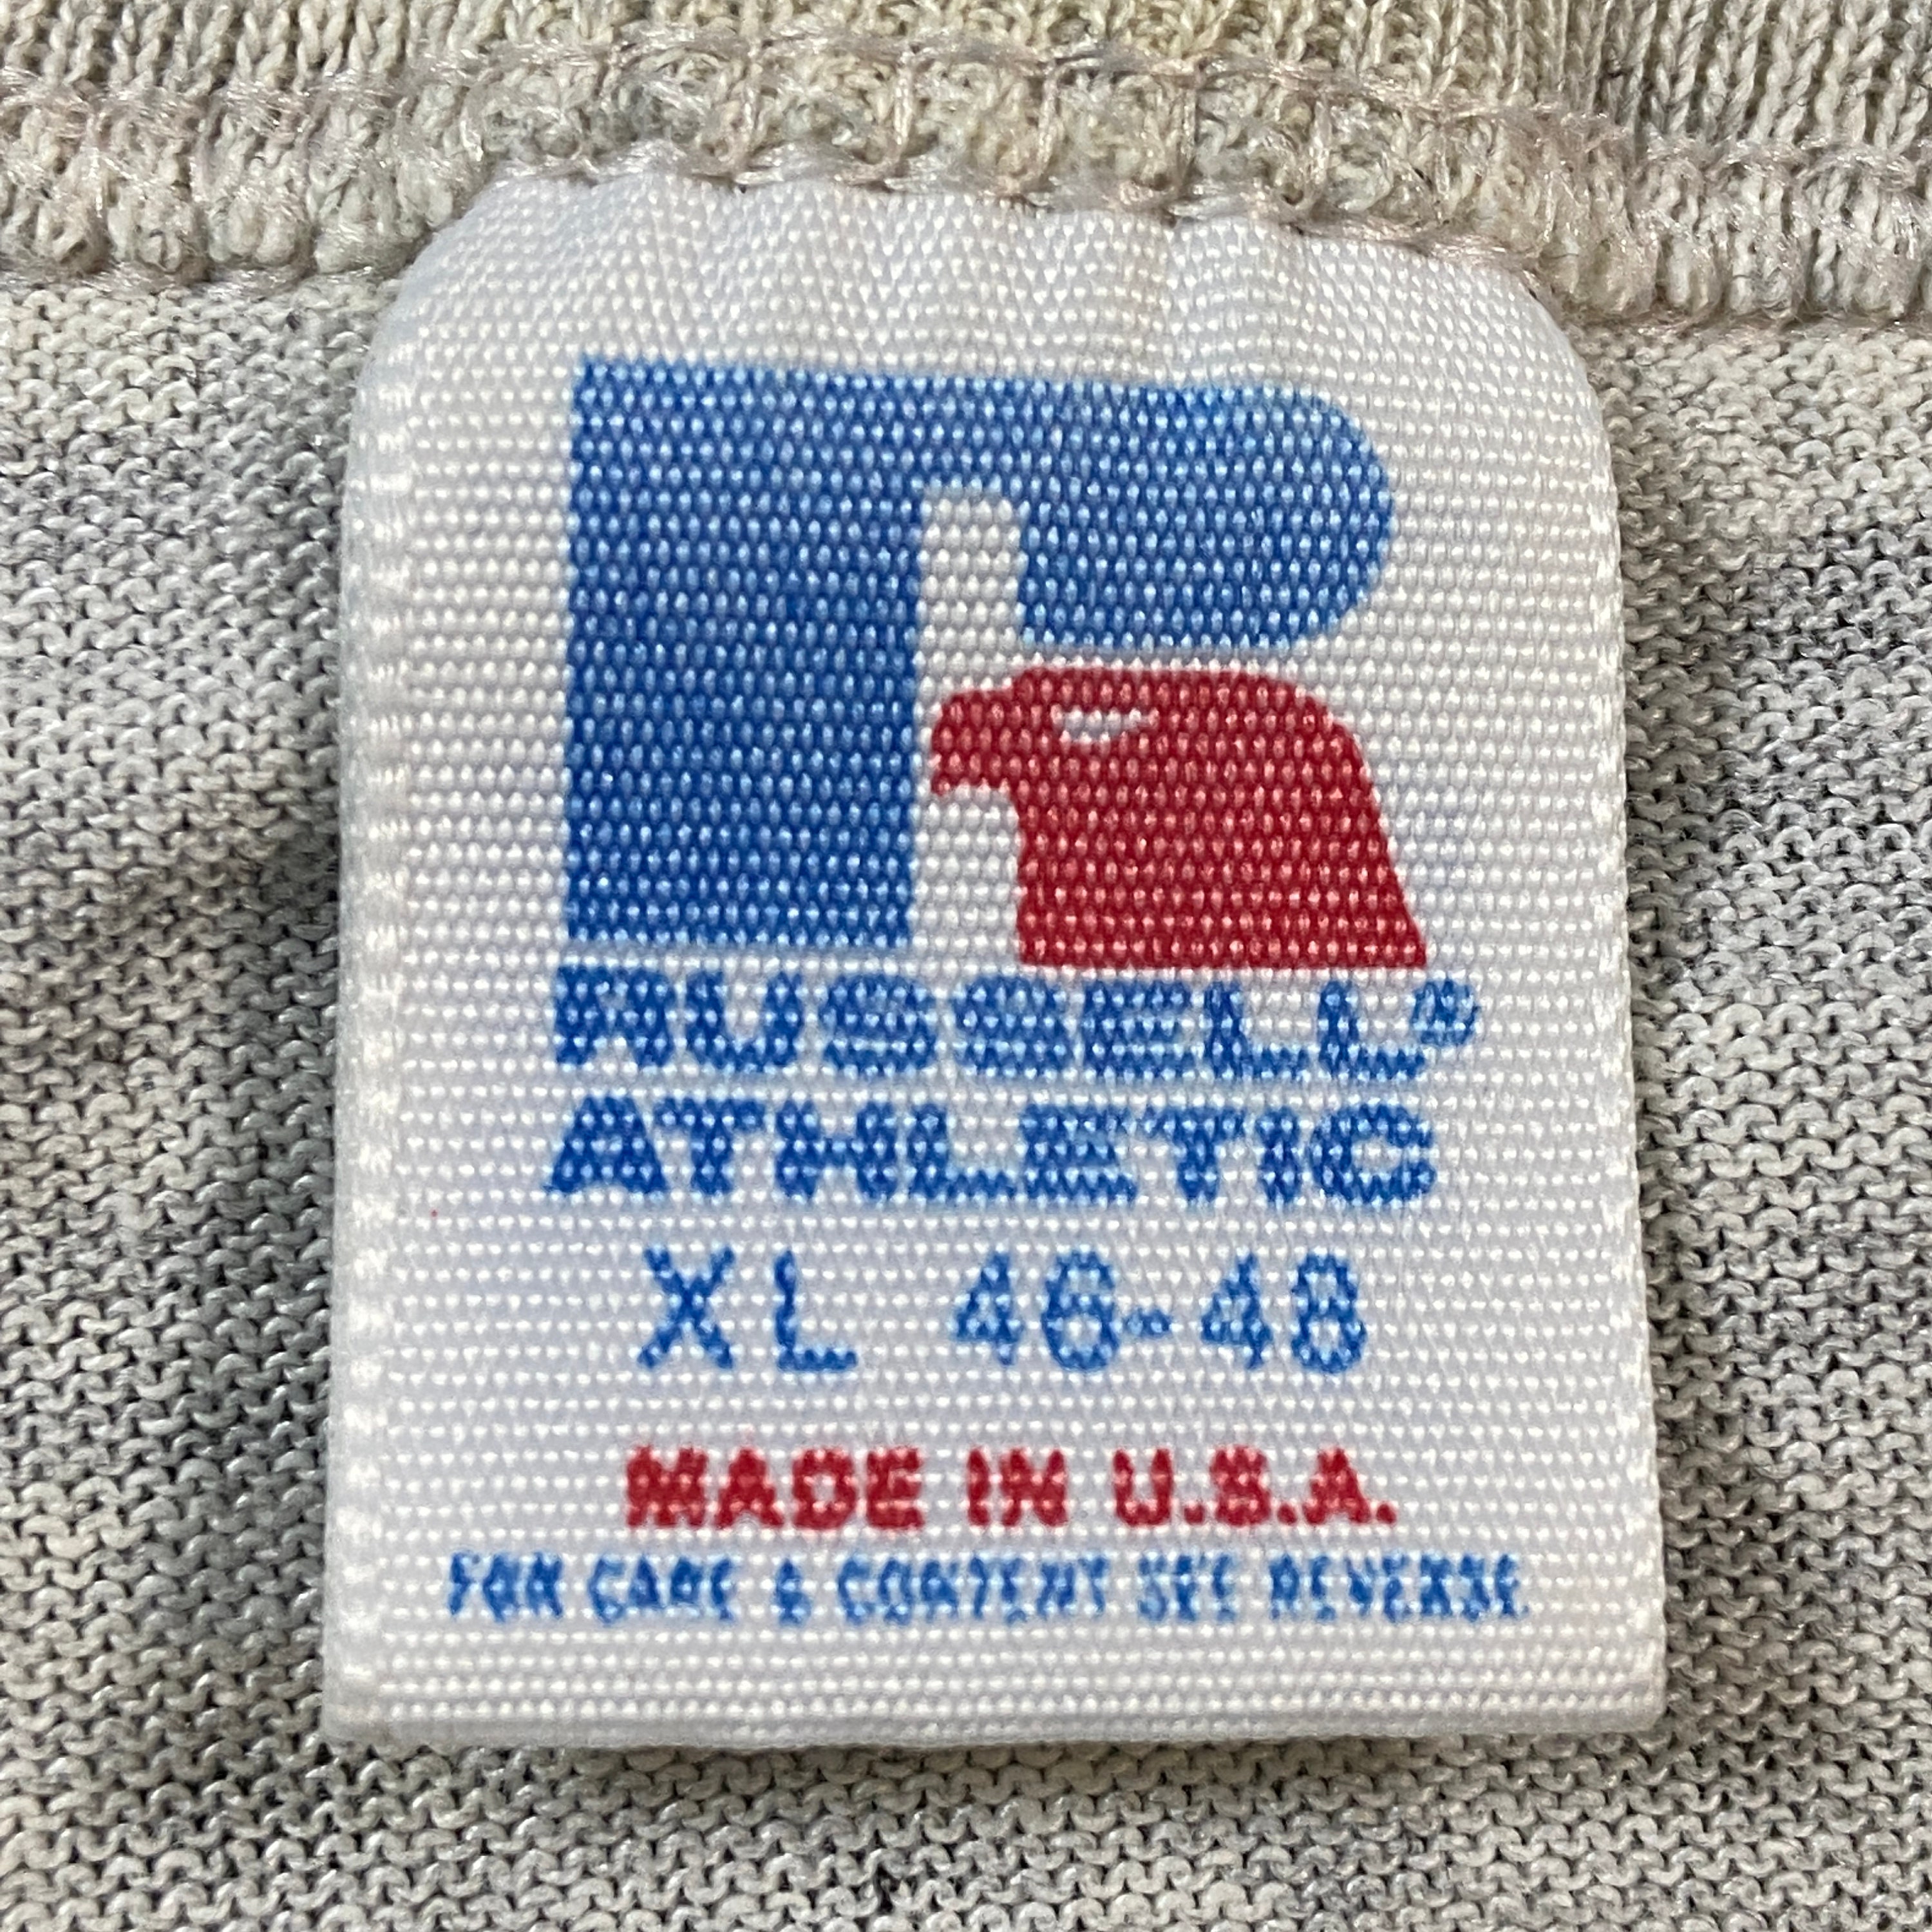 RUSSELL®
ATHLETIC
XL 46-48
MADE IN U.S.A.
FOR CARE & CONTENT SEE REVERSE